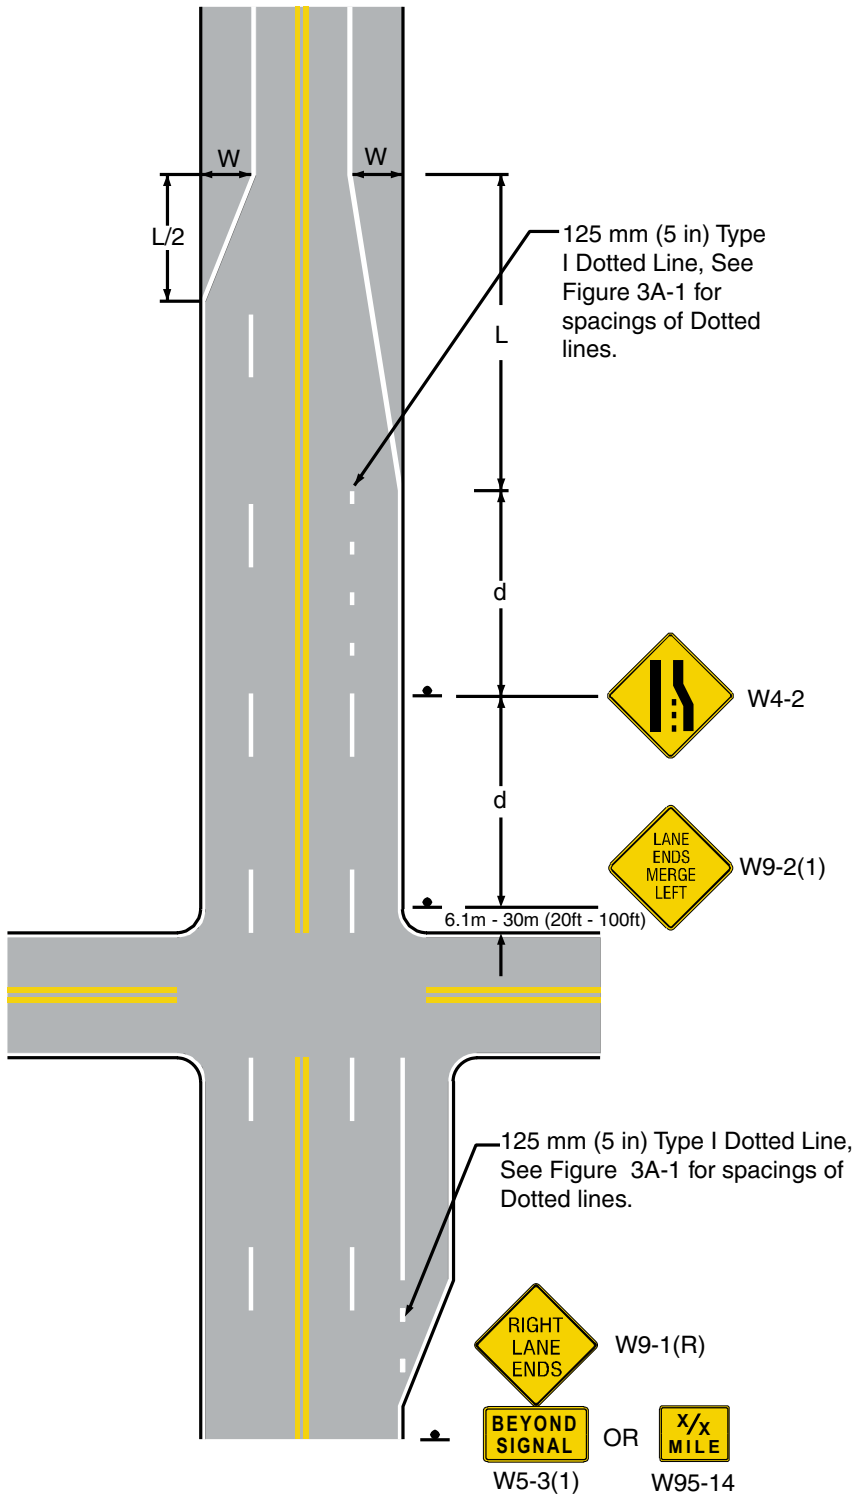 W
W
L/2
125 mm (5 in) Type
I Dotted Line, See
Figure 3A-1 for
spacings of Dotted
lines.
L
d
W4-2
d
LANE
ENDS
MERGE
LEFT
W9-2(1)
6.1m - 30m (20ft - 100ft)
125 mm (5 in) Type I Dotted Line,
See Figure 3A-1 for spacings of
Dotted lines.
RIGHT
LANE
ENDS
W9-1(R)
BEYOND
SIGNAL
OR
X/X
MILE
W5-3(1)
W95-14